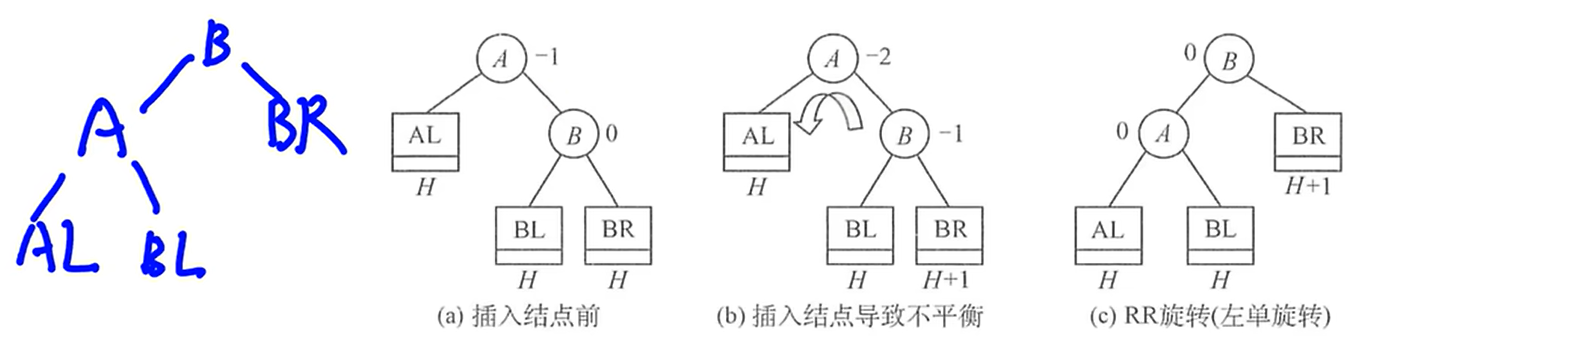 B
A BR
AL BL
A -1
AL B 0
H
BL BR
H H
(a) 插入结点前
A -2
AL B -1
H
BL BR
H H+1
(b) 插入结点导致不平衡
0 B
0 A BR
H+1
AL BL
H H
(c) RR旋转(左单旋转)